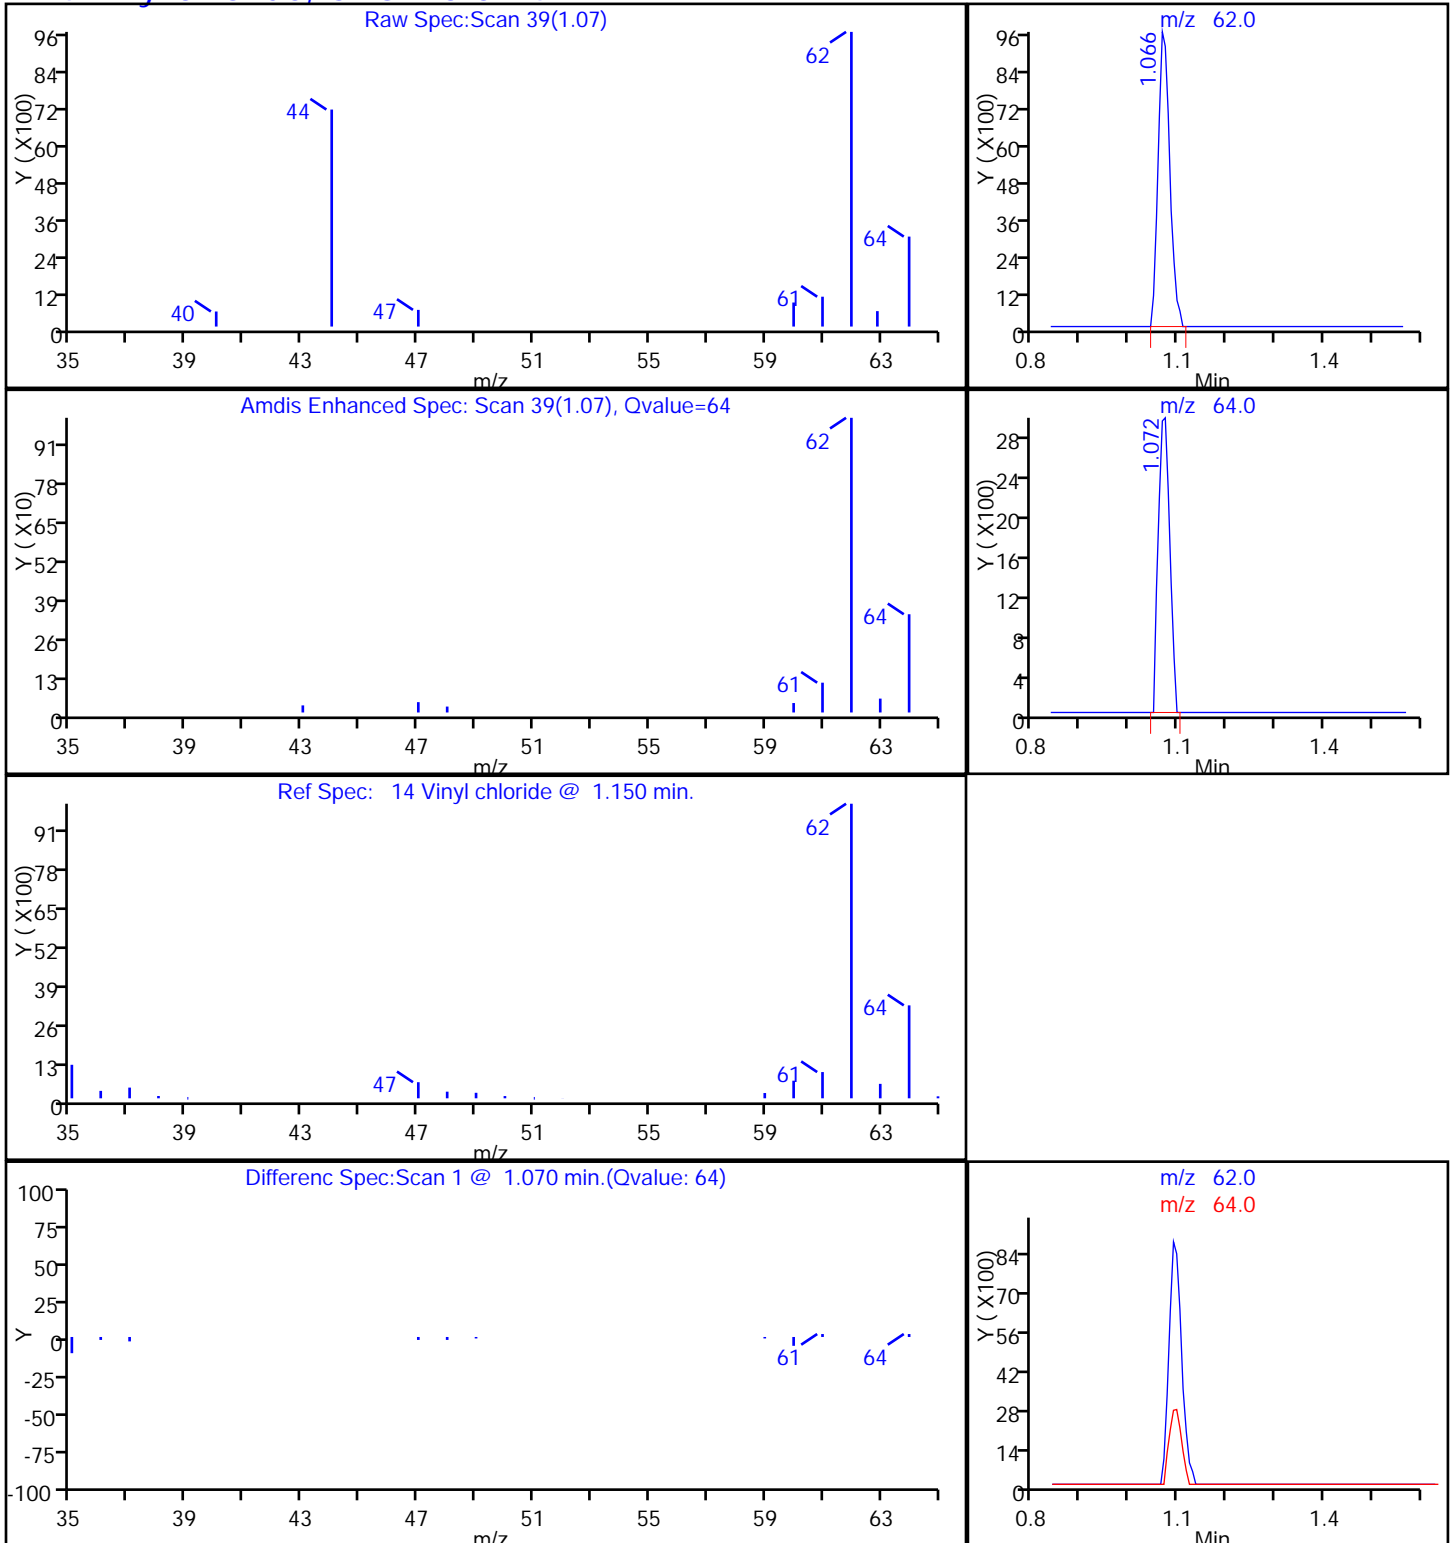 Raw Spec:Scan 39(1.07)
96
84
72
60
48
36
24
12
0
Y ( X100)
62
44
64
61
40
47
35 39 43 47 51 55 59 63
m/z
m/z 62.0
96
84
72
60
48
36
24
12
0
Y ( X100)
1.066
0.8 1.1 1.4
Min
Amdis Enhanced Spec: Scan 39(1.07), Qvalue=64
91
78
65
52
39
26
13
0
Y ( X10)
62
64
61
35 39 43 47 51 55 59 63
m/z
m/z 64.0
28
24
20
16
12
8
4
0
Y ( X100)
1.072
0.8 1.1 1.4
Min
Ref Spec: 14 Vinyl chloride @ 1.150 min.
91
78
65
52
39
26
13
0
Y ( X100)
62
64
61
47
35 39 43 47 51 55 59 63
m/z
Differenc Spec:Scan 1 @ 1.070 min.(Qvalue: 64)
100
75
50
25
0
-25
-50
-75
-100
Y
61 64
35 39 43 47 51 55 59 63
m/z
m/z 62.0
m/z 64.0
84
70
56
42
28
14
0
Y ( X100)
0.8 1.1 1.4
Min